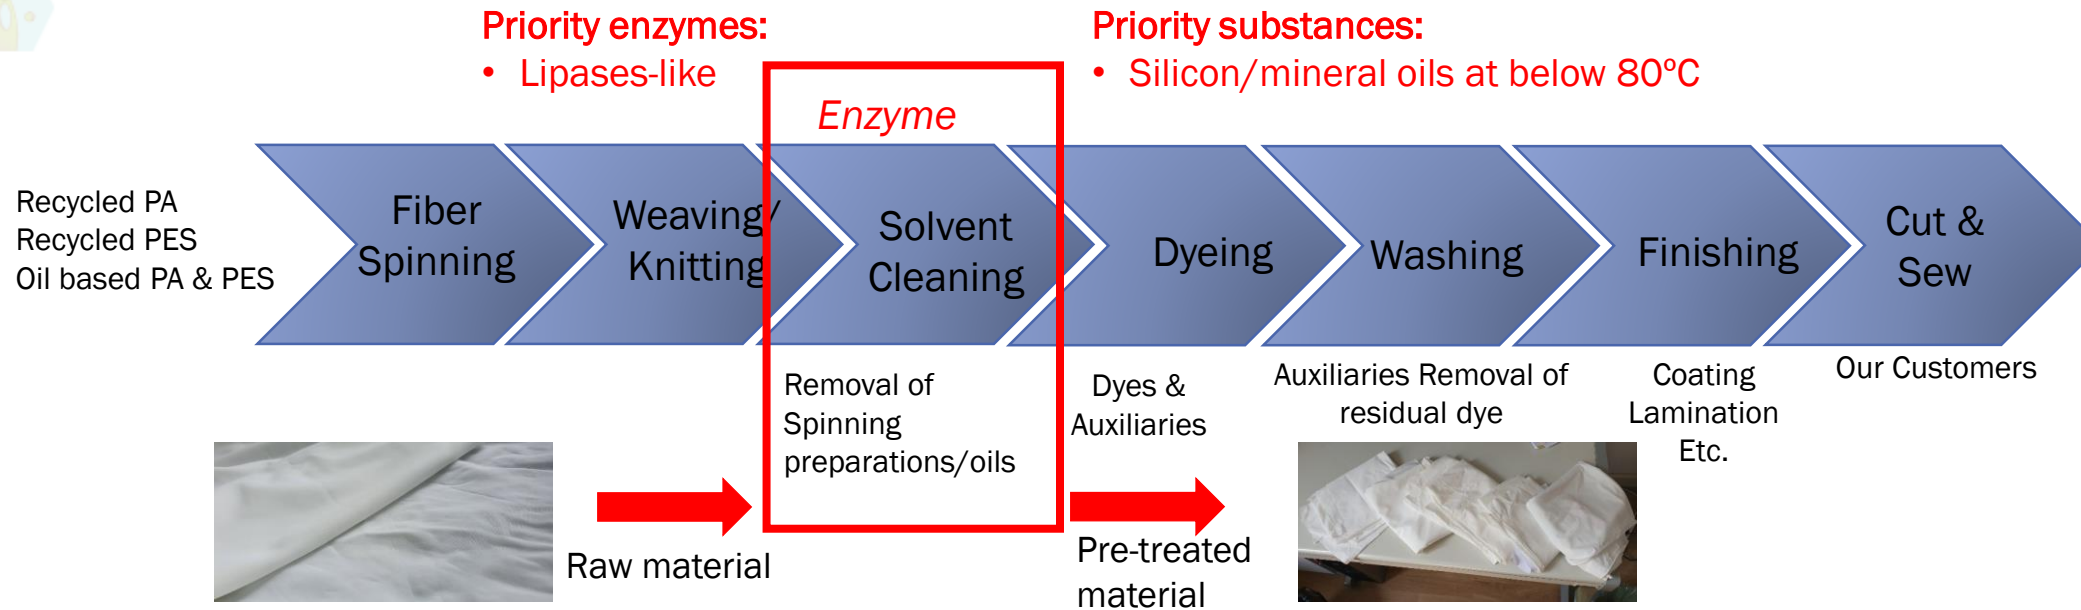 Priority enzymes:
• Lipases-like
Priority substances:
• Silicon/mineral oils at below 80ºC
Enzyme
Recycled PA
Recycled PES
Oil based PA & PES
Fiber
Spinning
Weaving/
Knitting
Solvent
Cleaning
Dyeing
Washing
Finishing
Cut &
Sew
Removal of
Spinning
preparations/oils
Dyes &
Auxiliaries
Auxiliaries Removal of
residual dye
Coating
Lamination
Etc.
Our Customers
Raw material
Pre-treated
material